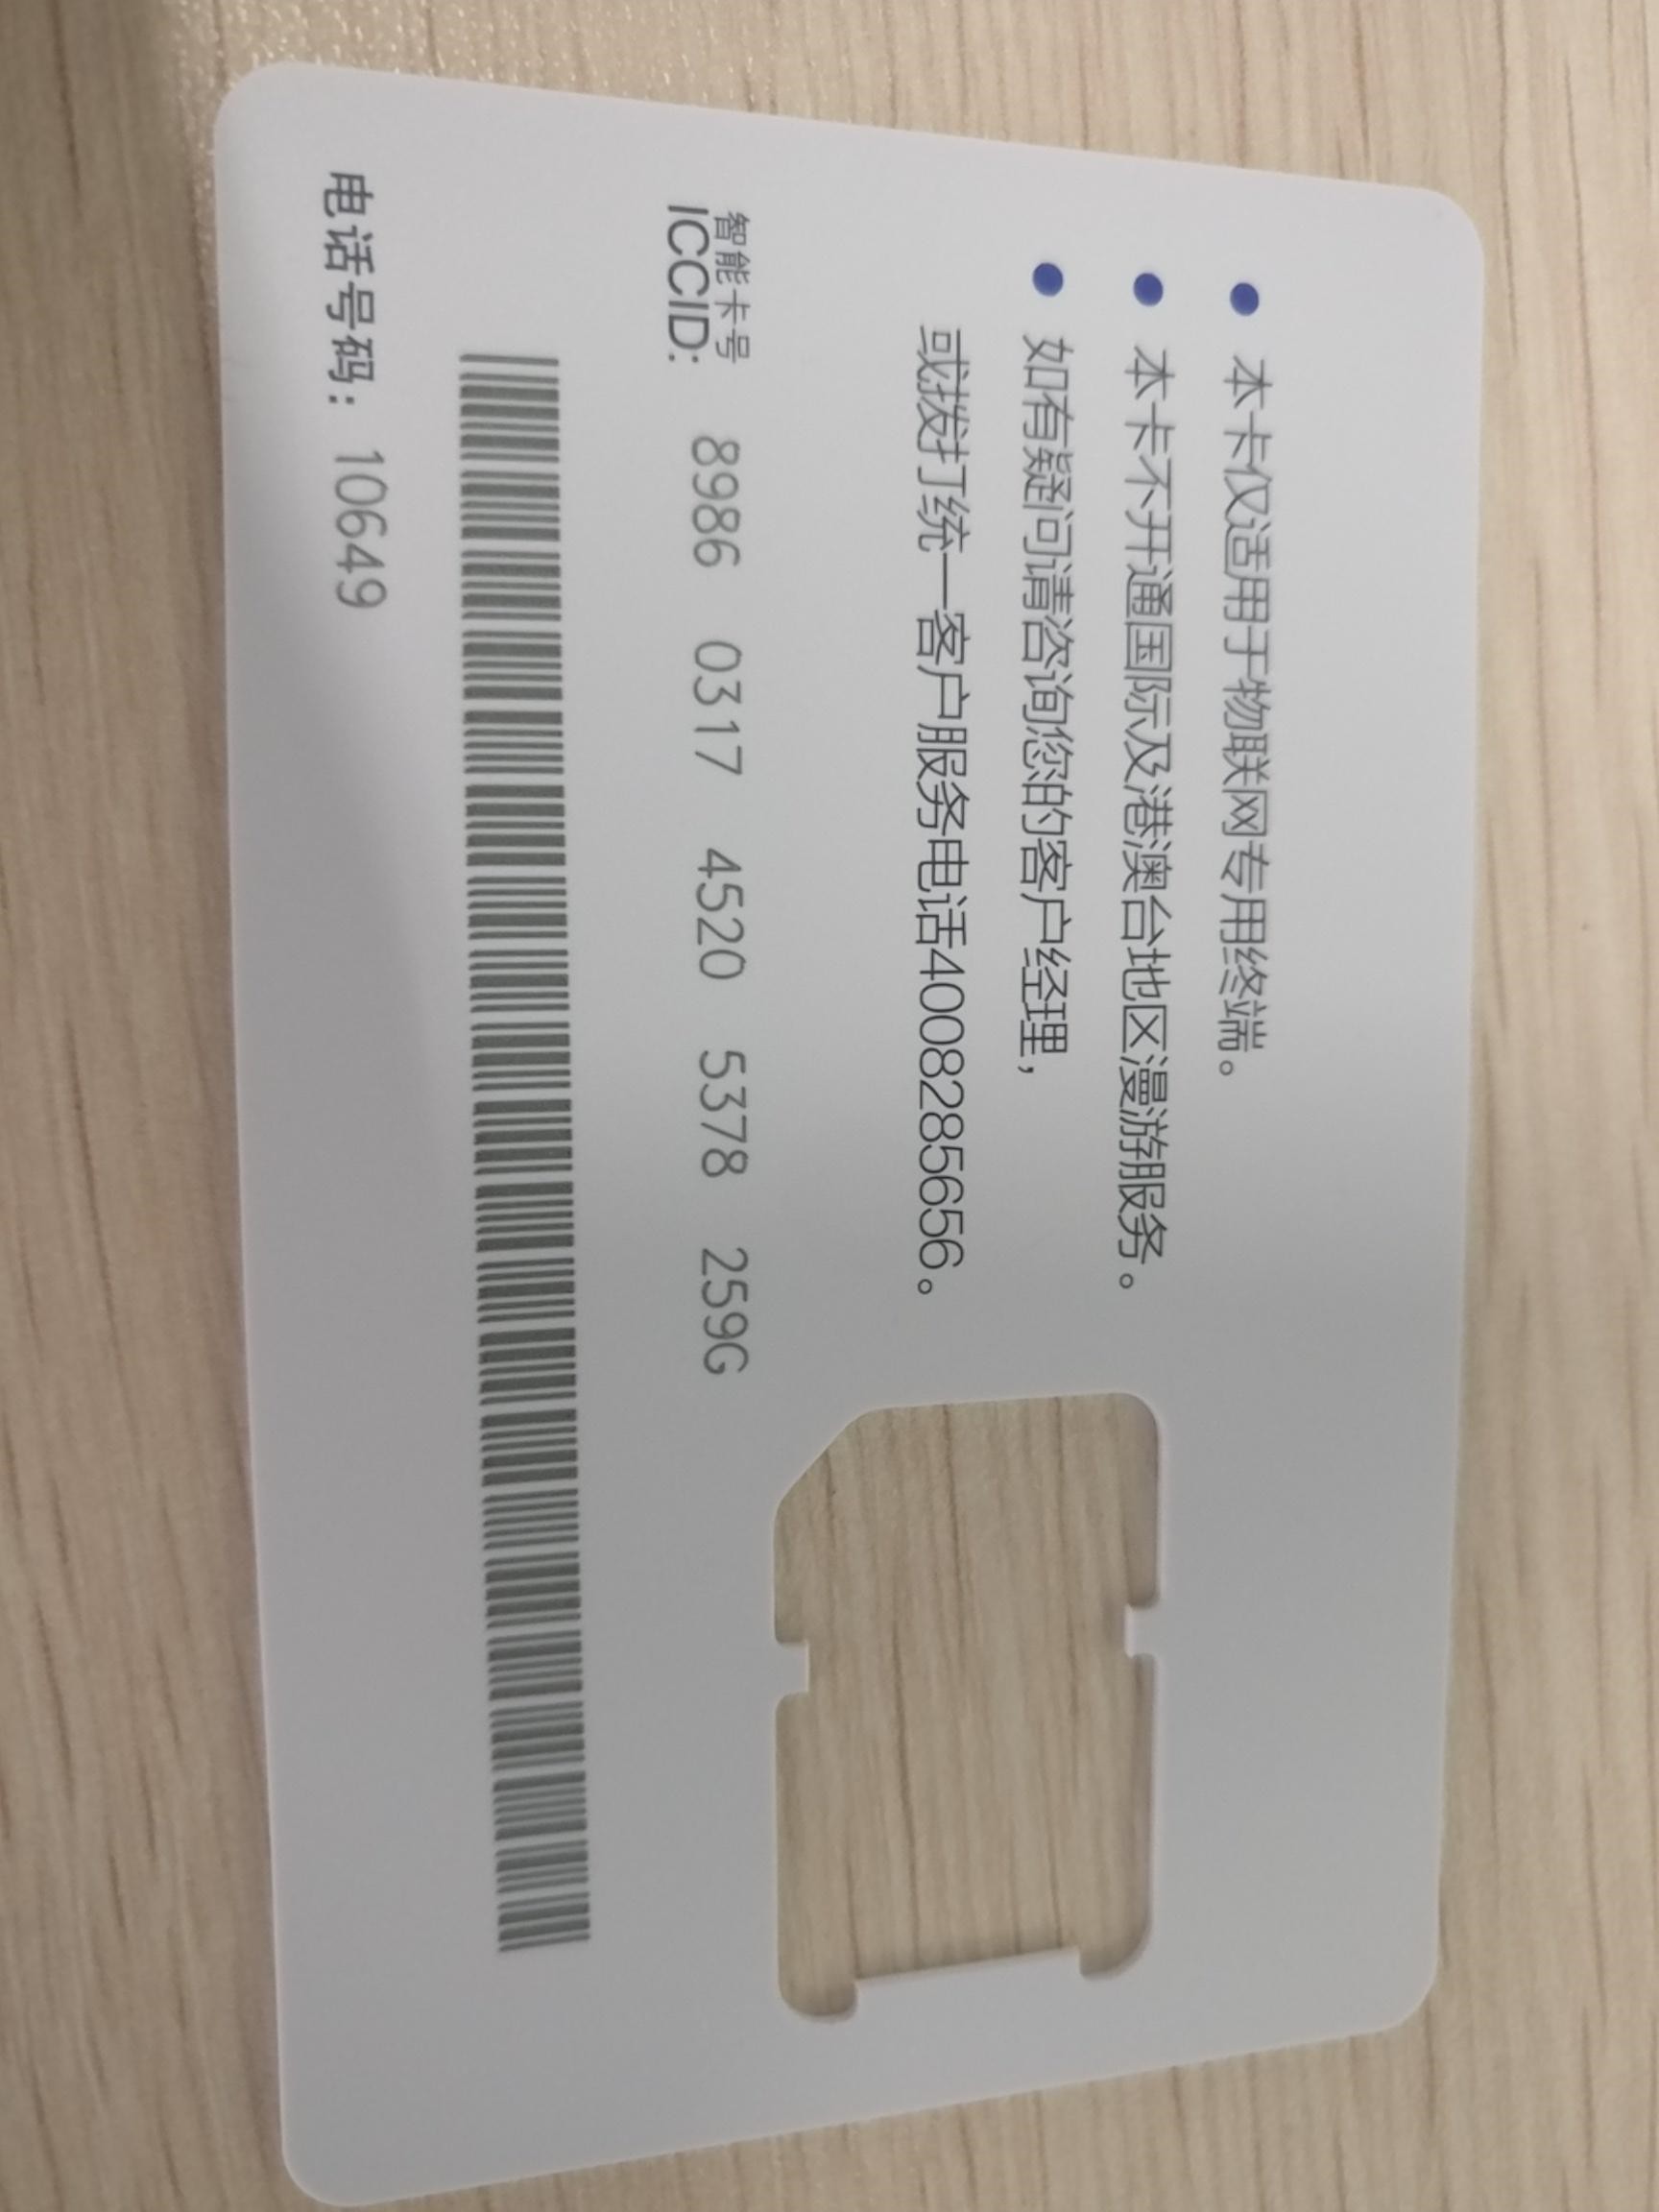 本卡仅适用于物联网专用终端。
本卡不开通国际及港澳台地区漫游服务。
如有疑问请咨询您的客户经理，
或拨打统一客户服务电话4008285656。
智能卡号
ICCID: 8986 0317 4520 5378 259G
电话号码：10649